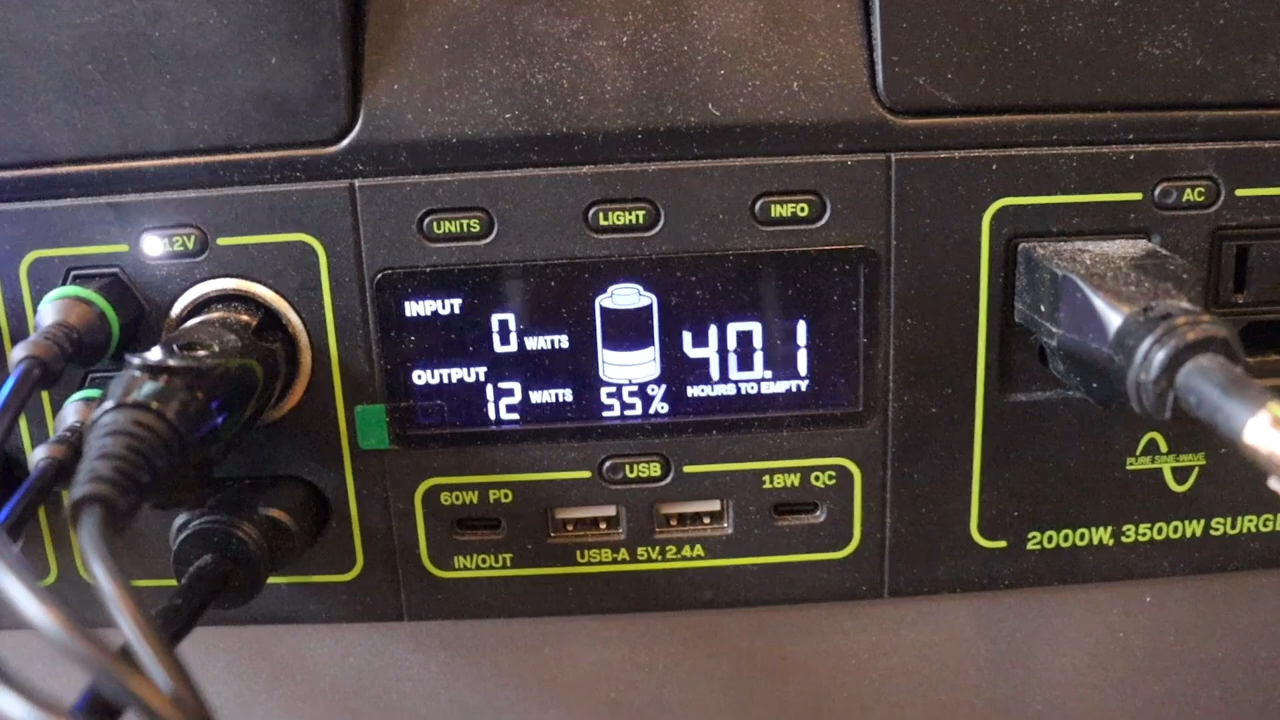 UNITS
LIGHT
INFO
AC
12V
INPUT
0 WATTS
OUTPUT
12 WATTS
55%
40.1
HOURS TO EMPTY
USB
60W PD
18W QC
IN/OUT
USB-A 5V, 2.4A
PURE SINE-WAVE
2000W, 3500W SURG